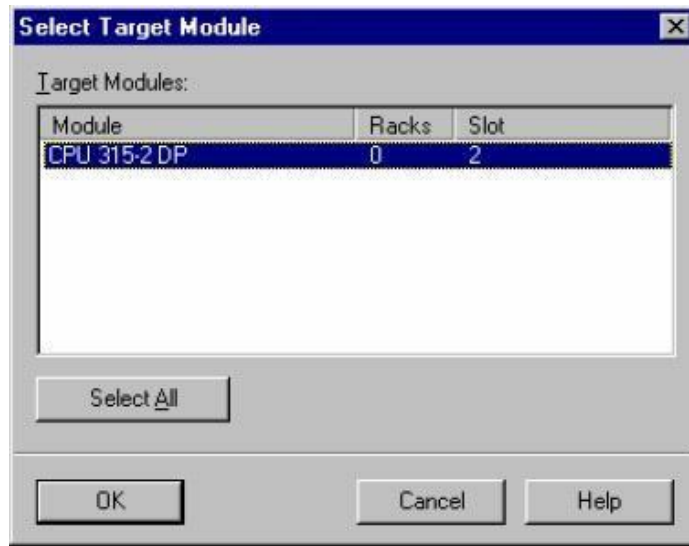 Select Target Module
Target Modules:
Module Racks Slot
CPU 315-2 DP 0 2
Select All
OK Cancel Help